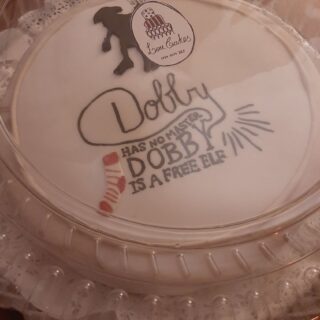 Dobby
HAS NO MASTER
DOBBY
IS A FREE ELF